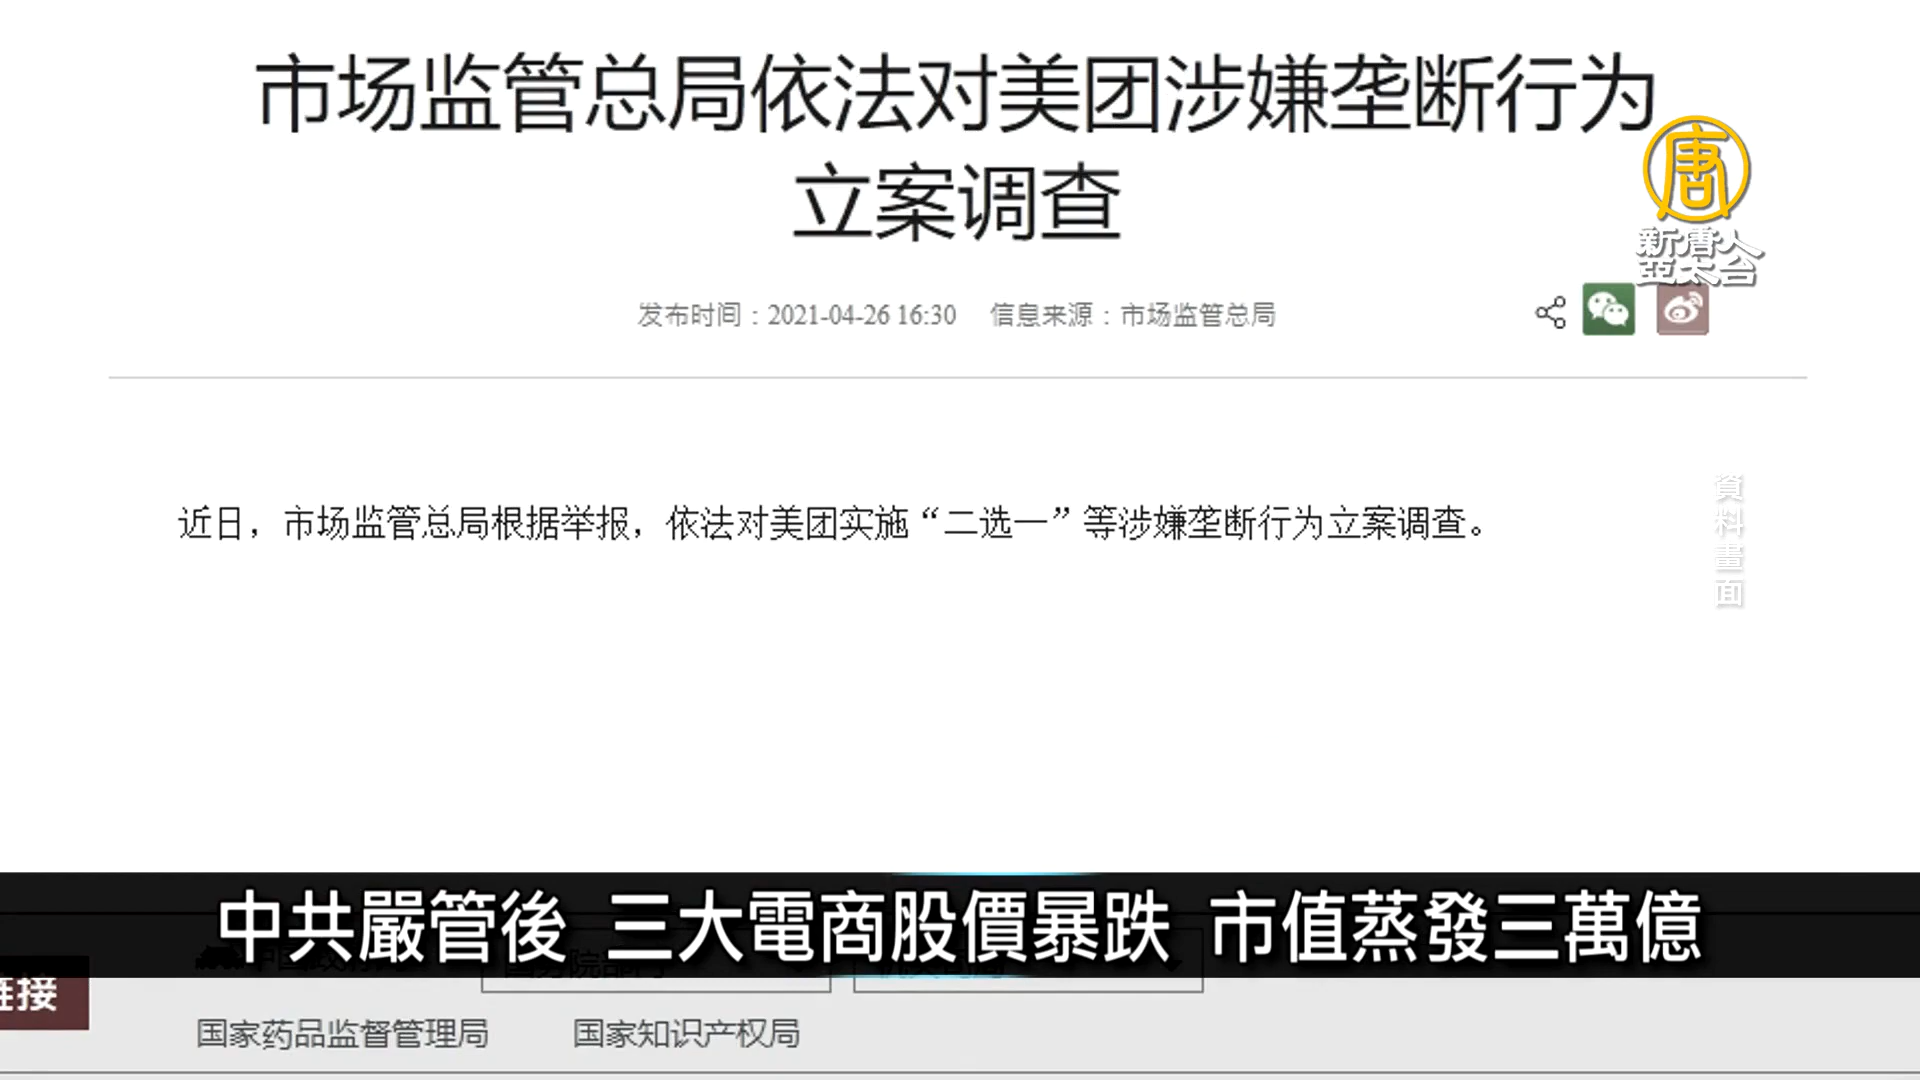 市场监管总局依法对美团涉嫌垄断行为
立案调查
唐
新唐人
亞太台
发布时间：2021-04-26 16:30 信息来源：市场监管总局
近日，市场监管总局根据举报，依法对美团实施“二选一”等涉嫌垄断行为立案调查。
資料畫面
中共嚴管後 三大電商股價暴跌 市值蒸發三萬億
接
国家药品监督管理局 国家知识产权局